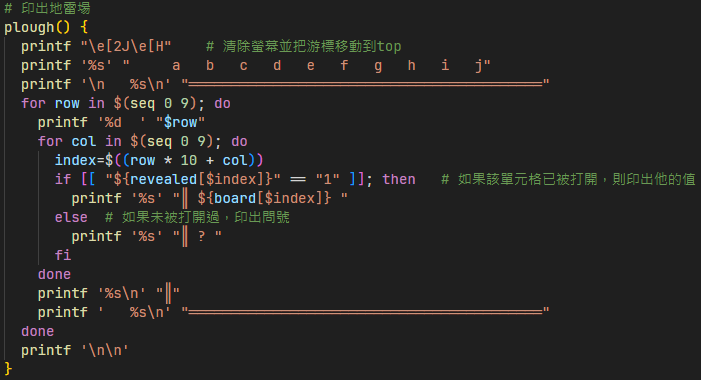 # 印出地雷場
plough() {
  printf "\e[2J\e[H"    # 清除螢幕並把游標移動到top
  printf '%s' "     a   b   c   d   e   f   g   h   i   j"
  printf '\n   %s\n' "═════════════════════════════════════════"
  for row in $(seq 0 9); do
    printf '%d  ' "$row"
    for col in $(seq 0 9); do
      index=$((row * 10 + col))
      if [[ "${revealed[$index]}" == "1" ]]; then   # 如果該單元格已被打開，則印出他的值
        printf '%s' "║ ${board[$index]} "
      else  # 如果未被打開過，印出問號
        printf '%s' "║ ? "
      fi
    done
    printf '%s\n' "║"
    printf '   %s\n' "═════════════════════════════════════════"
  done
  printf '\n\n'
}